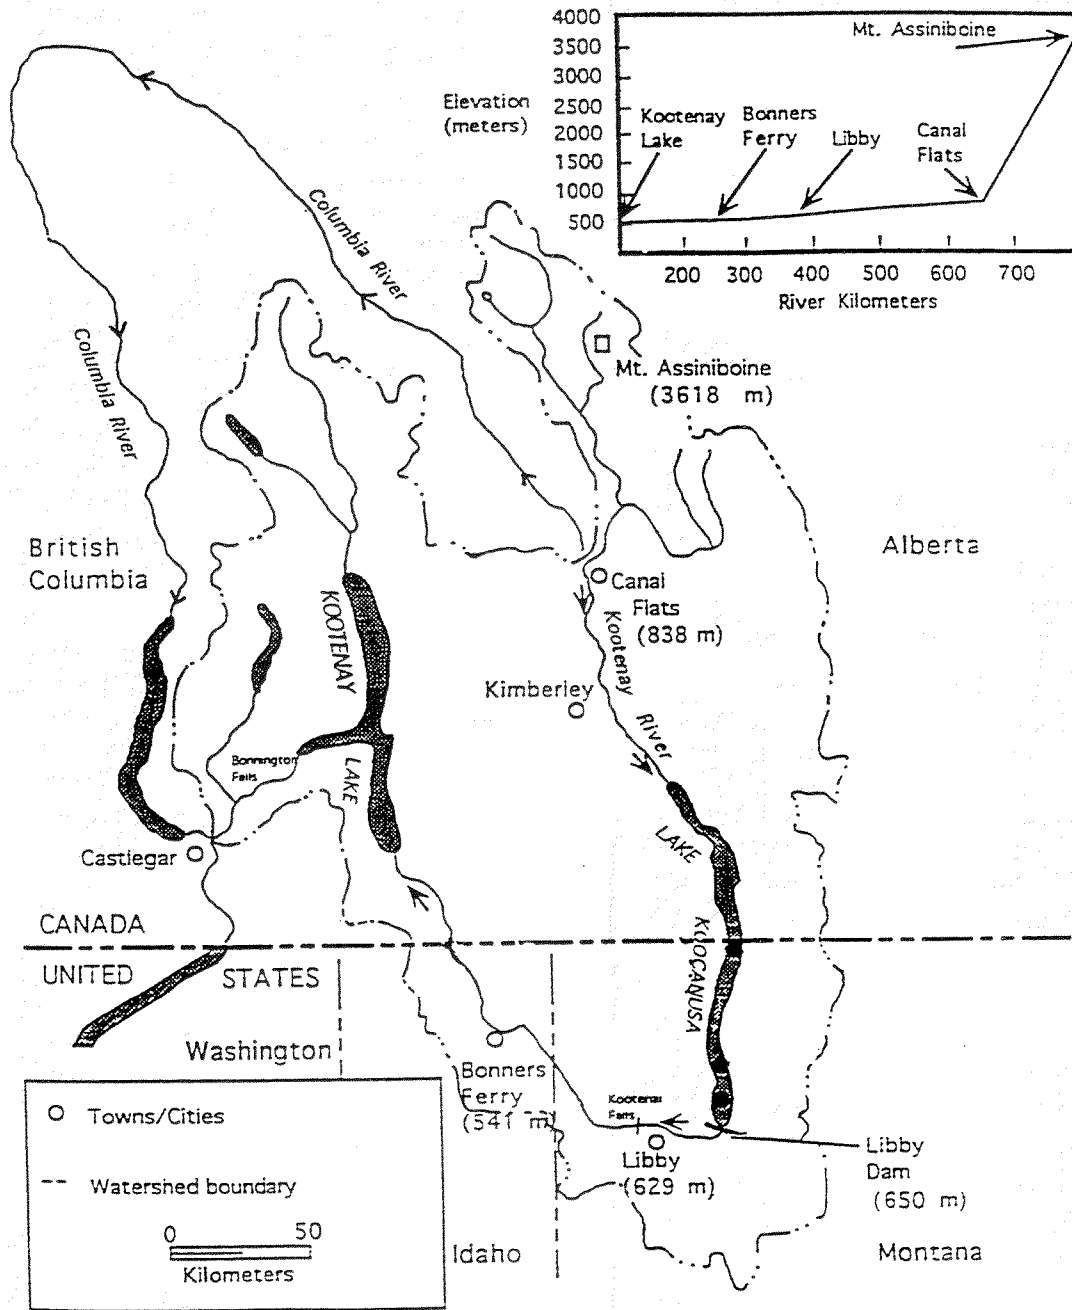 4000
3500
3000
2500
2000
1500
1000
500
Elevation
(meters)
Mt. Assiniboine
Kootenay
Lake
Bonners
Ferry
Libby
Canal
Flats
200 300 400 500 600 700
River Kilometers
Columbia River
Columbia River
Mt. Assiniboine
(3618 m)
British
Columbia
Alberta
KOOTENAY
LAKE
Canal
Flats
(838 m)
Kootenay
River
Kimberley
Bonnington
Falls
LAKE
KOOCANUSA
Castlegar
CANADA
UNITED STATES
Washington
Bonners
Ferry
(541 m)
Kootenai
Falls
Libby
(629 m)
Libby
Dam
(650 m)
Towns/Cities
Watershed boundary
0 50
Kilometers
Idaho
Montana